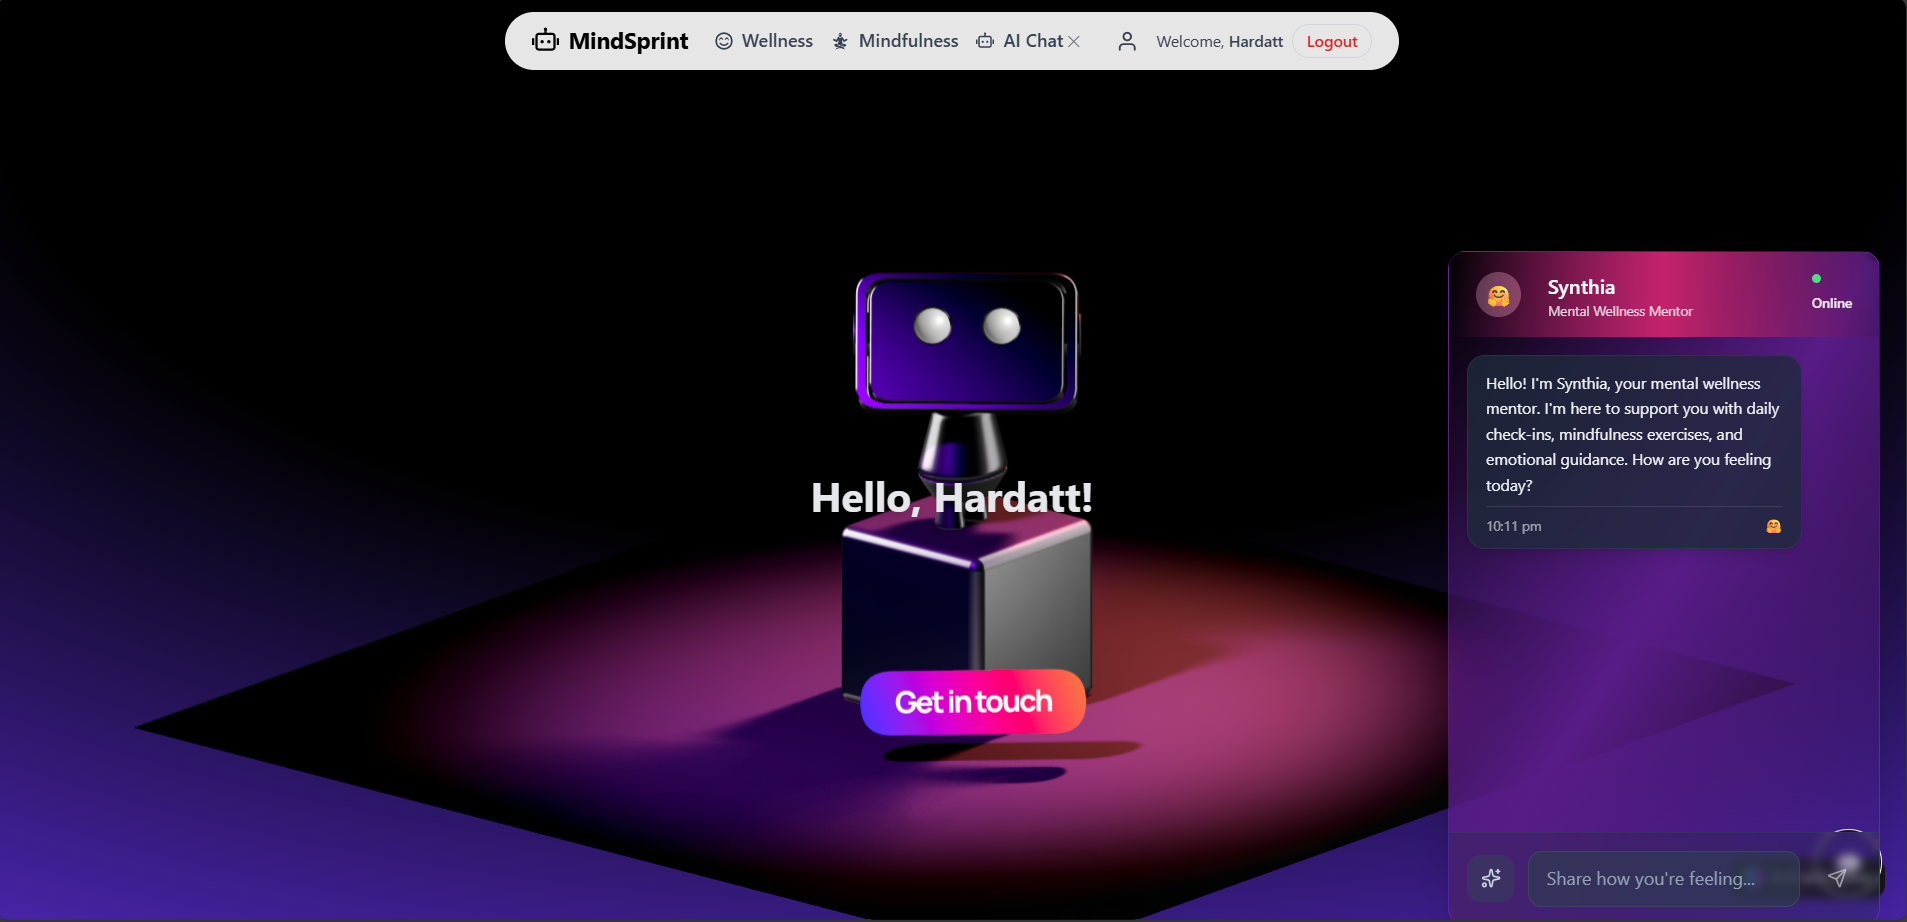 MindSprint Wellness Mindfulness AI Chat Welcome, Hardatt Logout
Hello, Hardatt!
Get in touch
Synthia
Mental Wellness Mentor
Online
Hello! I'm Synthia, your mental wellness
mentor. I'm here to support you with daily
check-ins, mindfulness exercises, and
emotional guidance. How are you feeling
today?
10:11 pm
Share how you're feeling...